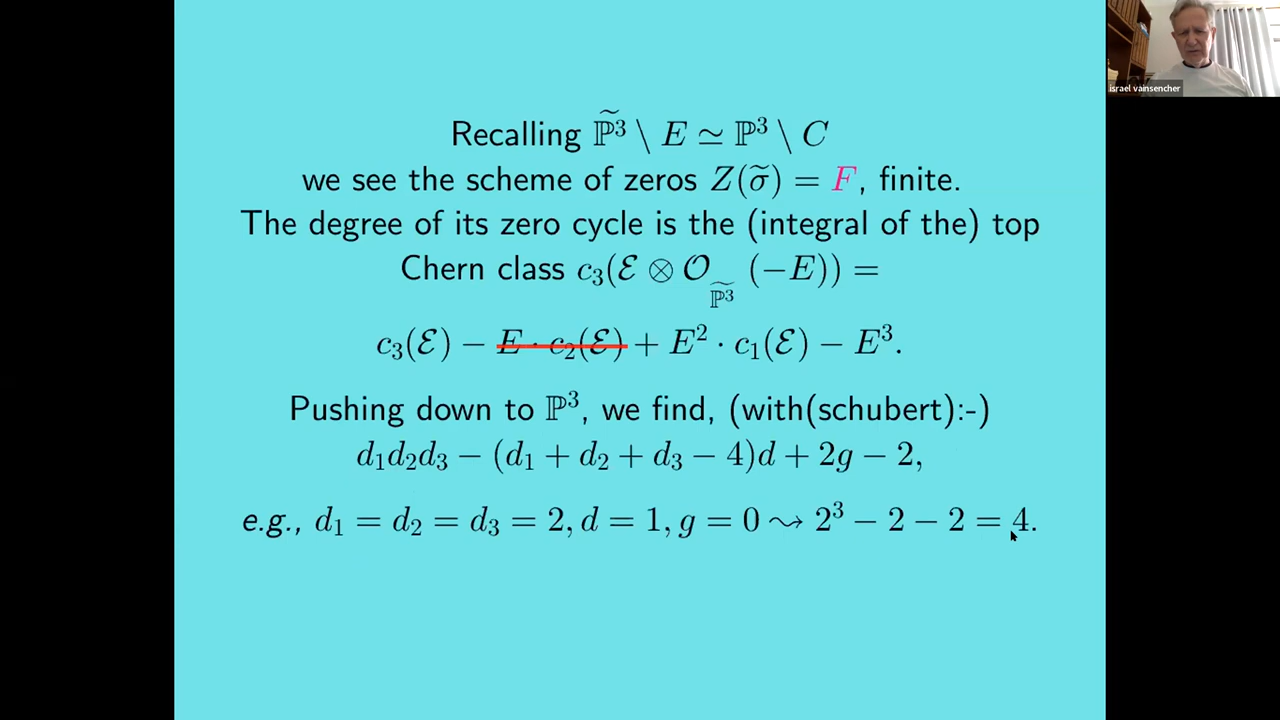 Recalling $\widetilde{\mathbb{P}^3} \setminus E \simeq \mathbb{P}^3 \setminus C$
we see the scheme of zeros $Z(\widetilde{\sigma}) = F$, finite.
The degree of its zero cycle is the (integral of the) top
Chern class $c_3(\mathcal{E} \otimes \mathcal{O}_{\widetilde{\mathbb{P}^3}}(-E)) =$
$c_3(\mathcal{E}) - E \cdot c_2(\mathcal{E}) + E^2 \cdot c_1(\mathcal{E}) - E^3.$
Pushing down to $\mathbb{P}^3$, we find, (with(schubert):-)
$d_1 d_2 d_3 - (d_1 + d_2 + d_3 - 4)d + 2g - 2,$
e.g., $d_1 = d_2 = d_3 = 2, d = 1, g = 0 \leadsto 2^3 - 2 - 2 = 4.$
israel vainsencher